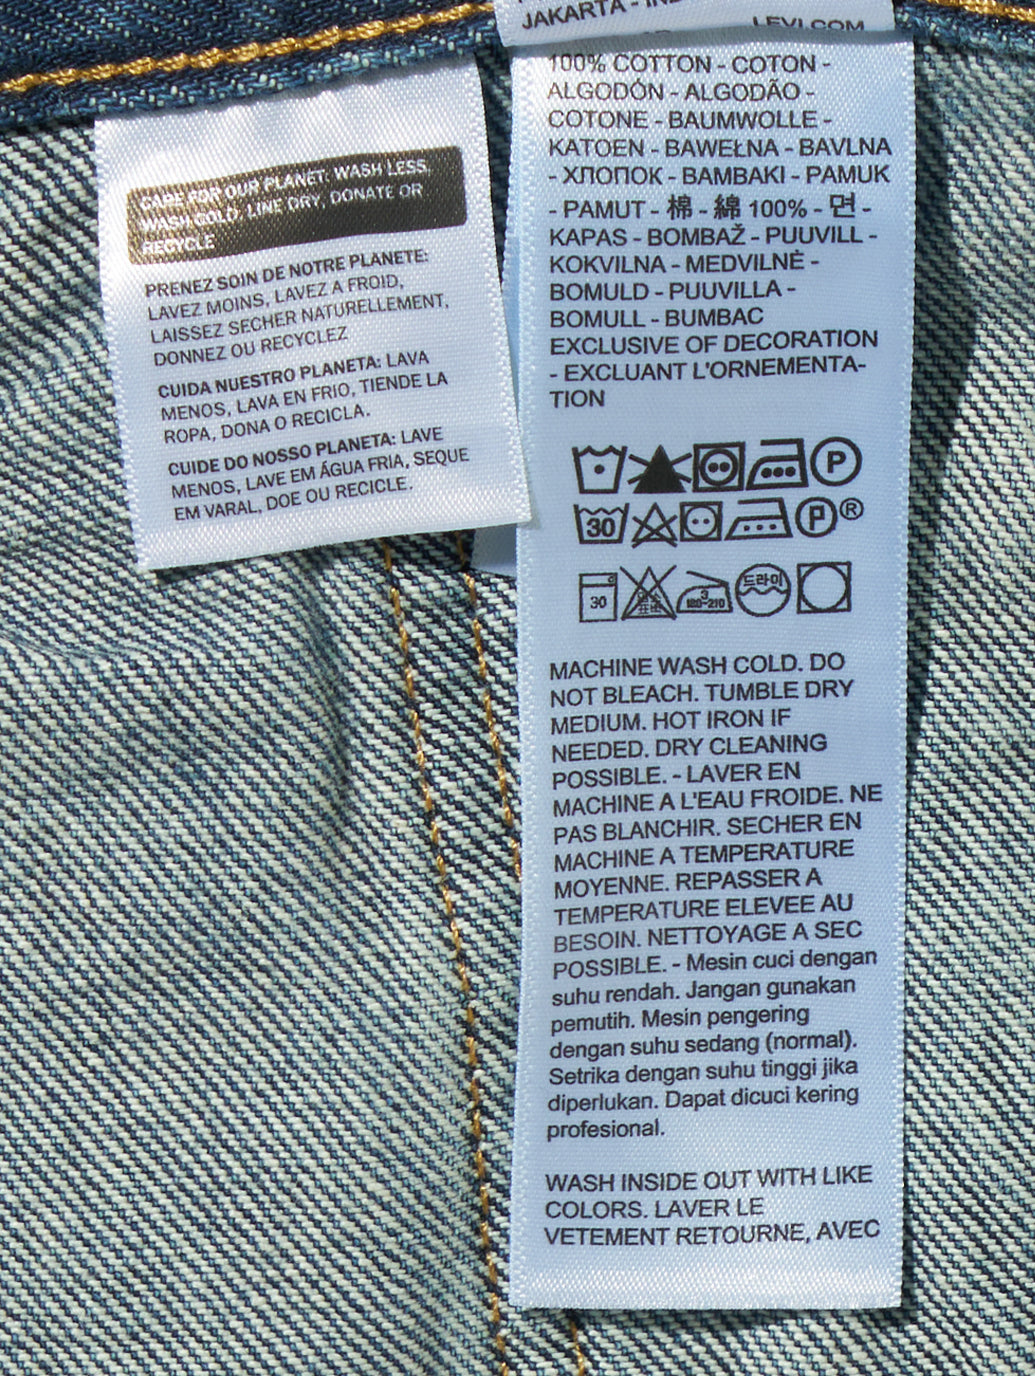 JAKARTA -
LEVI.COM
100% COTTON - COTON -
ALGODÓN - ALGODÃO -
COTONE - BAUMWOLLE -
KATOEN - BAWEŁNA - BAVLNA
- ХЛОПОК - BAMBAKI - PAMUK
- PAMUT - 棉 - 綿 100% - 면 -
KAPAS - BOMBAŽ - PUUVILL -
KOKVILNA - MEDVILNĖ -
BOMULD - PUUVILLA -
BOMULL - BUMBAC
EXCLUSIVE OF DECORATION
- EXCLUANT L'ORNEMENTA-
TION
P
30 P ®
30 3 180-210 드라이
MACHINE WASH COLD. DO
NOT BLEACH. TUMBLE DRY
MEDIUM. HOT IRON IF
NEEDED. DRY CLEANING
POSSIBLE. - LAVER EN
MACHINE A L'EAU FROIDE. NE
PAS BLANCHIR. SECHER EN
MACHINE A TEMPERATURE
MOYENNE. REPASSER A
TEMPERATURE ELEVEE AU
BESOIN. NETTOYAGE A SEC
POSSIBLE. - Mesin cuci dengan
suhu rendah. Jangan gunakan
pemutih. Mesin pengering
dengan suhu sedang (normal).
Setrika dengan suhu tinggi jika
diperlukan. Dapat dicuci kering
profesional.
WASH INSIDE OUT WITH LIKE
COLORS. LAVER LE
VETEMENT RETOURNE, AVEC
CARE FOR OUR PLANET: WASH LESS,
WASH COLD, LINE DRY, DONATE OR
RECYCLE
PRENEZ SOIN DE NOTRE PLANETE:
LAVEZ MOINS, LAVEZ A FROID,
LAISSEZ SECHER NATURELLEMENT,
DONNEZ OU RECYCLEZ
CUIDA NUESTRO PLANETA: LAVA
MENOS, LAVA EN FRIO, TIENDE LA
ROPA, DONA O RECICLA.
CUIDE DO NOSSO PLANETA: LAVE
MENOS, LAVE EM ÁGUA FRIA, SEQUE
EM VARAL, DOE OU RECICLE.